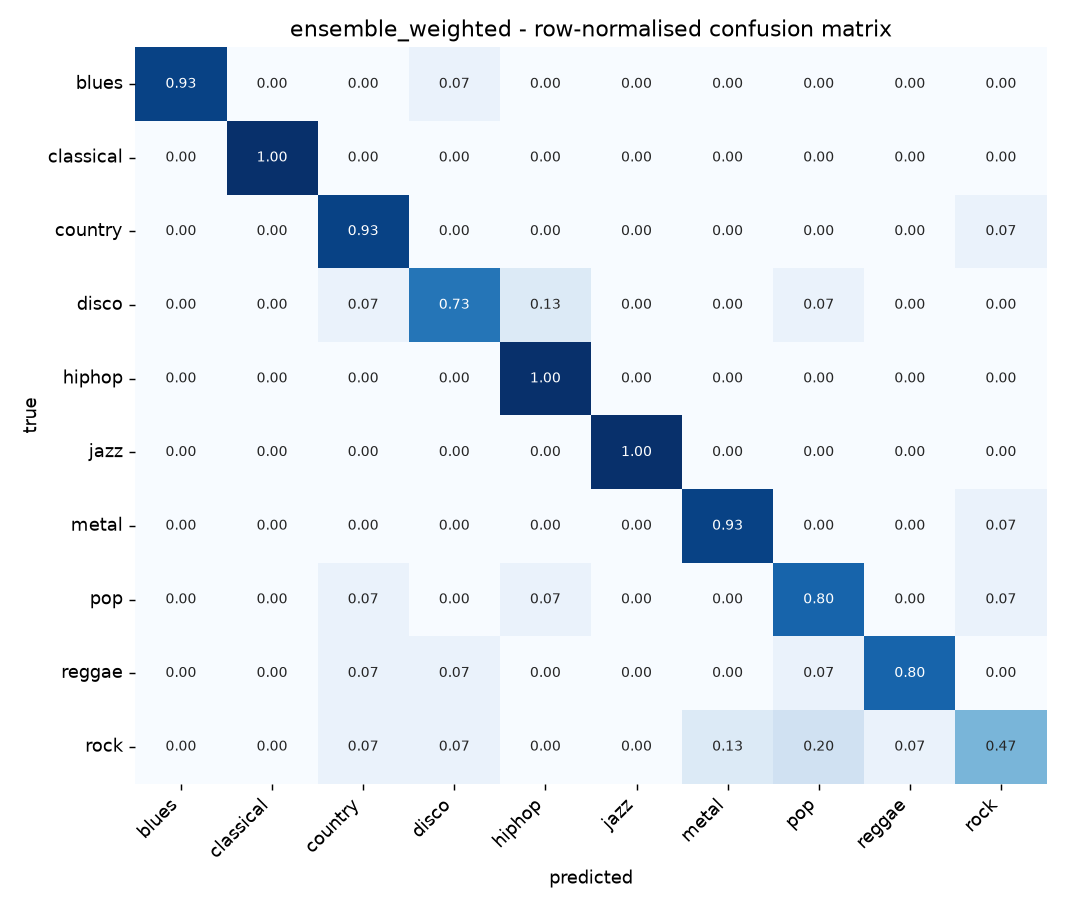 ensemble_weighted - row-normalised confusion matrix
blues 0.93 0.00 0.00 0.07 0.00 0.00 0.00 0.00 0.00 0.00
classical 0.00 1.00 0.00 0.00 0.00 0.00 0.00 0.00 0.00 0.00
country 0.00 0.00 0.93 0.00 0.00 0.00 0.00 0.00 0.00 0.07
disco 0.00 0.00 0.07 0.73 0.13 0.00 0.00 0.07 0.00 0.00
hiphop 0.00 0.00 0.00 0.00 1.00 0.00 0.00 0.00 0.00 0.00
true
jazz 0.00 0.00 0.00 0.00 0.00 1.00 0.00 0.00 0.00 0.00
metal 0.00 0.00 0.00 0.00 0.00 0.00 0.93 0.00 0.00 0.07
pop 0.00 0.00 0.07 0.00 0.07 0.00 0.00 0.80 0.00 0.07
reggae 0.00 0.00 0.07 0.07 0.00 0.00 0.00 0.07 0.80 0.00
rock 0.00 0.00 0.07 0.07 0.00 0.00 0.13 0.20 0.07 0.47
blues classical country disco hiphop jazz metal pop reggae rock
predicted